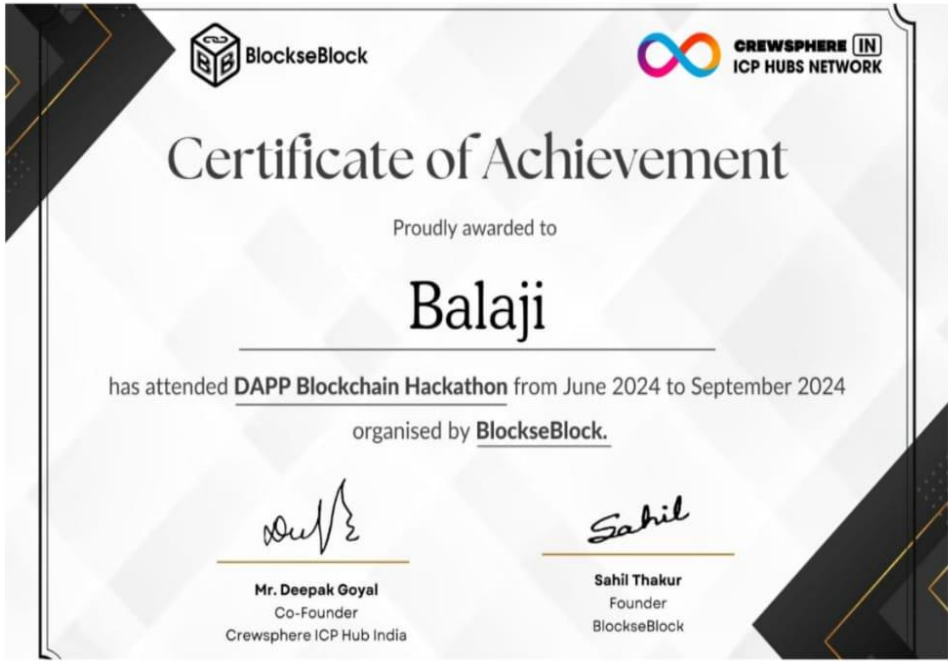 BlockseBlock
CREWSPHERE IN
ICP HUBS NETWORK
Certificate of Achievement
Proudly awarded to
Balaji
has attended DAPP Blockchain Hackathon from June 2024 to September 2024
organised by BlockseBlock.
Sahil
Mr. Deepak Goyal
Co-Founder
Crewsphere ICP Hub India
Sahil Thakur
Founder
BlockseBlock